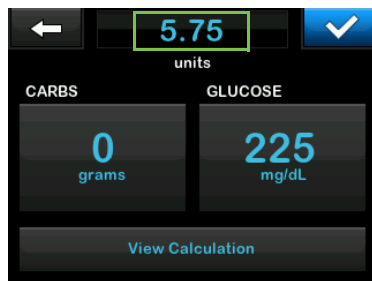 5.75
units
CARBS GLUCOSE
0 225
grams mg/dL
View Calculation